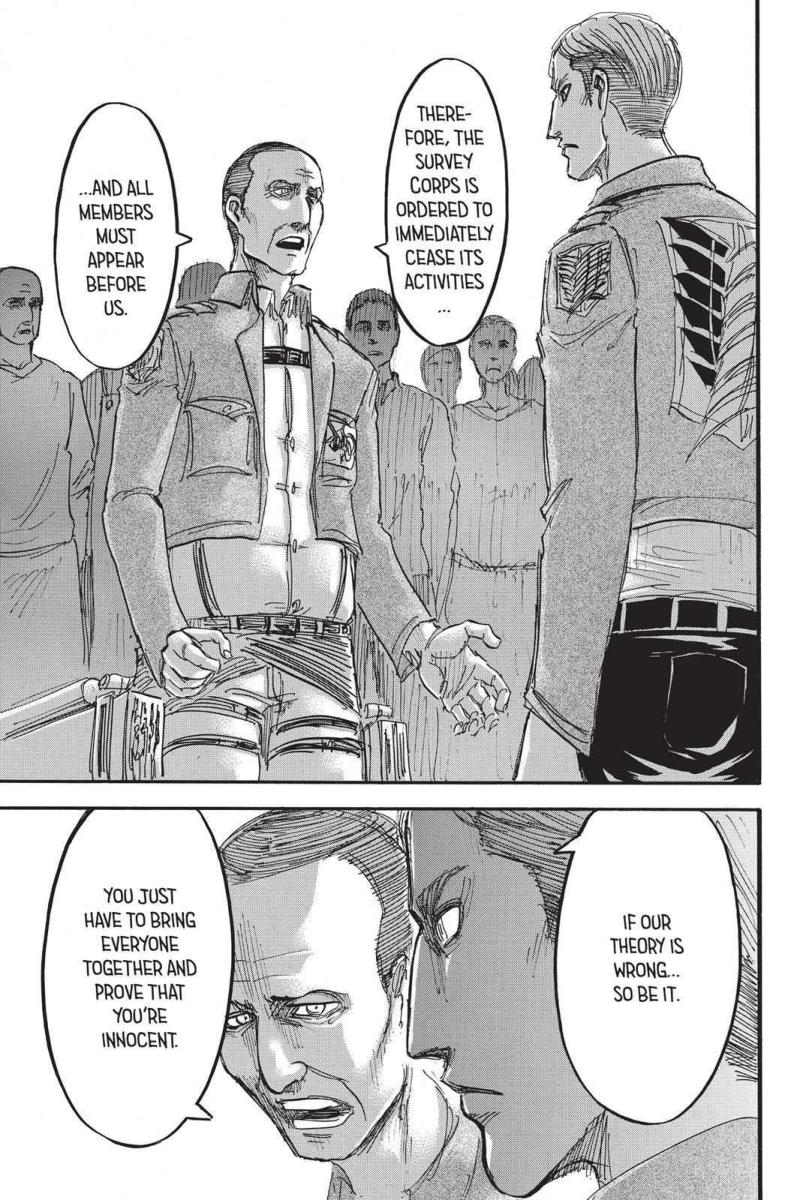 THERE-
FORE, THE
SURVEY
CORPS IS
ORDERED TO
IMMEDIATELY
CEASE ITS
ACTIVITIES
...
...AND ALL
MEMBERS
MUST
APPEAR
BEFORE
US.
IF OUR
THEORY IS
WRONG...
SO BE IT.
YOU JUST
HAVE TO BRING
EVERYONE
TOGETHER AND
PROVE THAT
YOU'RE
INNOCENT.